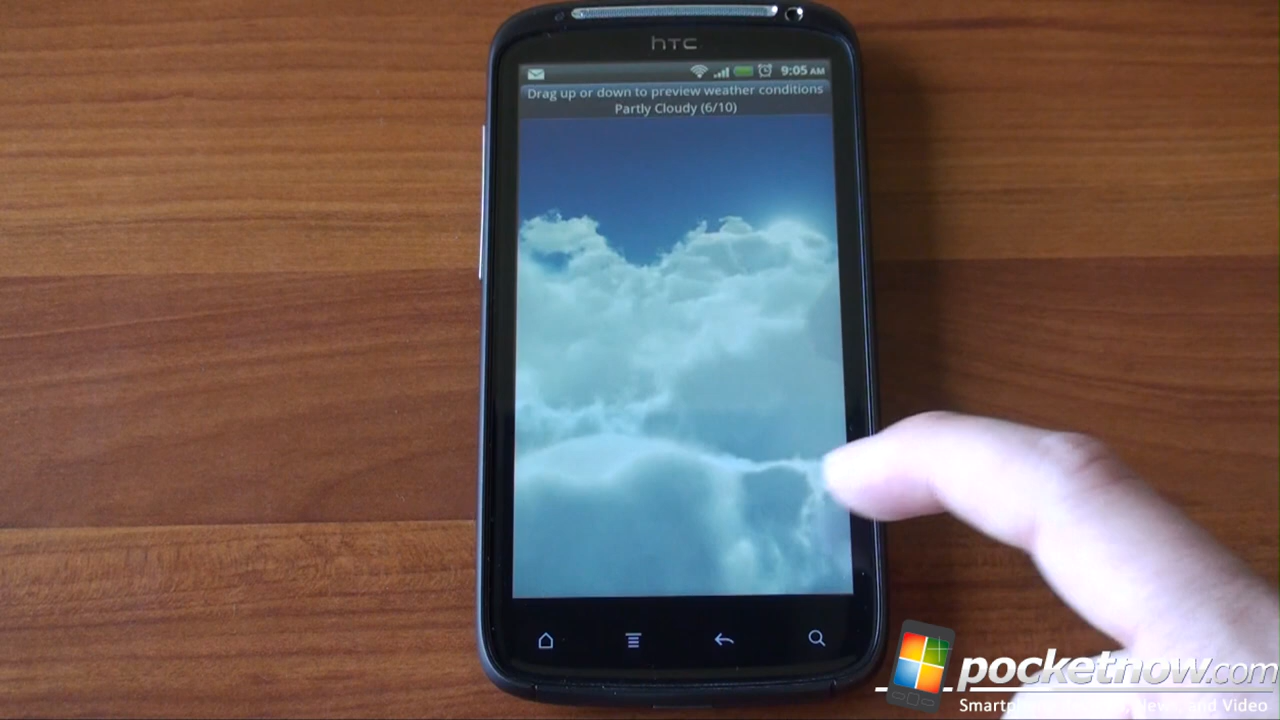 hTC
9:05 AM
Drag up or down to preview weather conditions
Partly Cloudy (6/10)
pocketnow.com
News, and Video